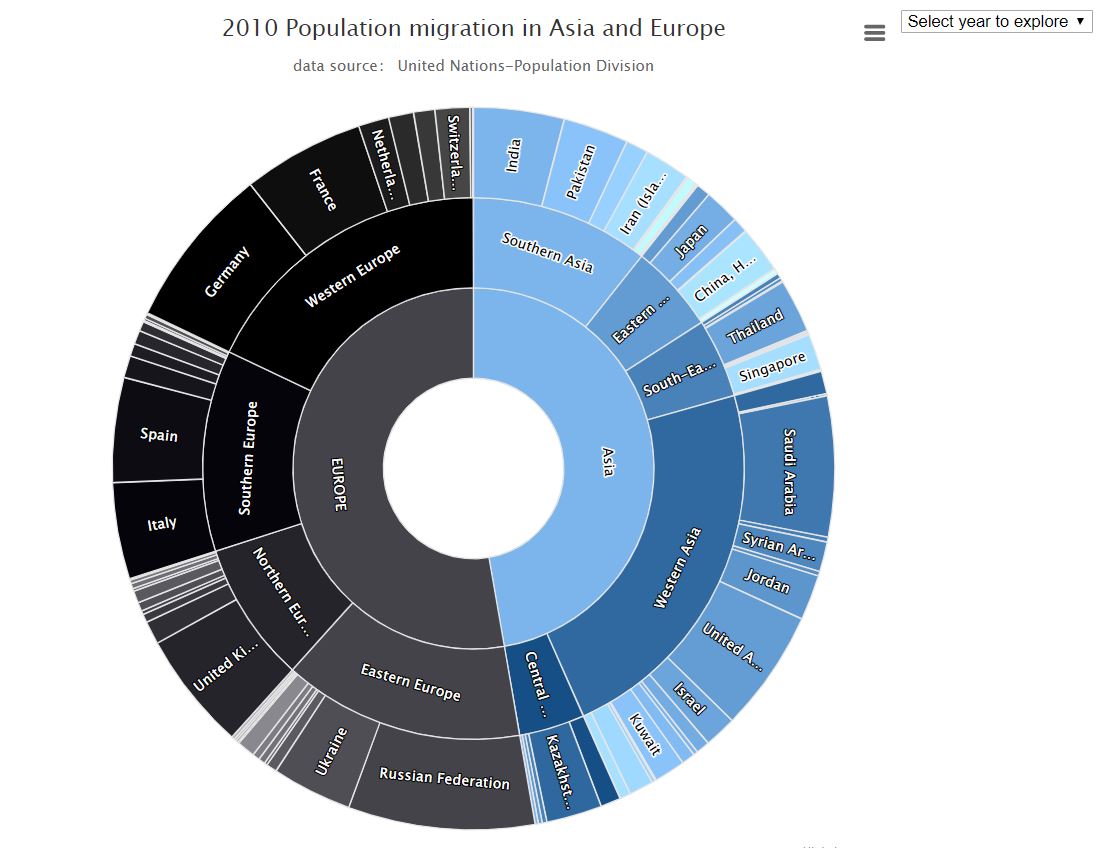 2010 Population migration in Asia and Europe
Select year to explore
data source: United Nations-Population Division
India
Pakistan
Iran (Isla...
Japan
China, H...
Thailand
Singapore
Saudi Arabia
Syrian Ar...
Jordan
United A...
Israel
Kuwait
Kazakhst...
Russian Federation
Ukraine
United Ki...
Italy
Spain
Germany
France
Netherla...
Switzerla...
Southern Asia
Eastern ...
South-Ea...
Western Asia
Central ...
Eastern Europe
Northern Eur...
Southern Europe
Western Europe
Asia
EUROPE